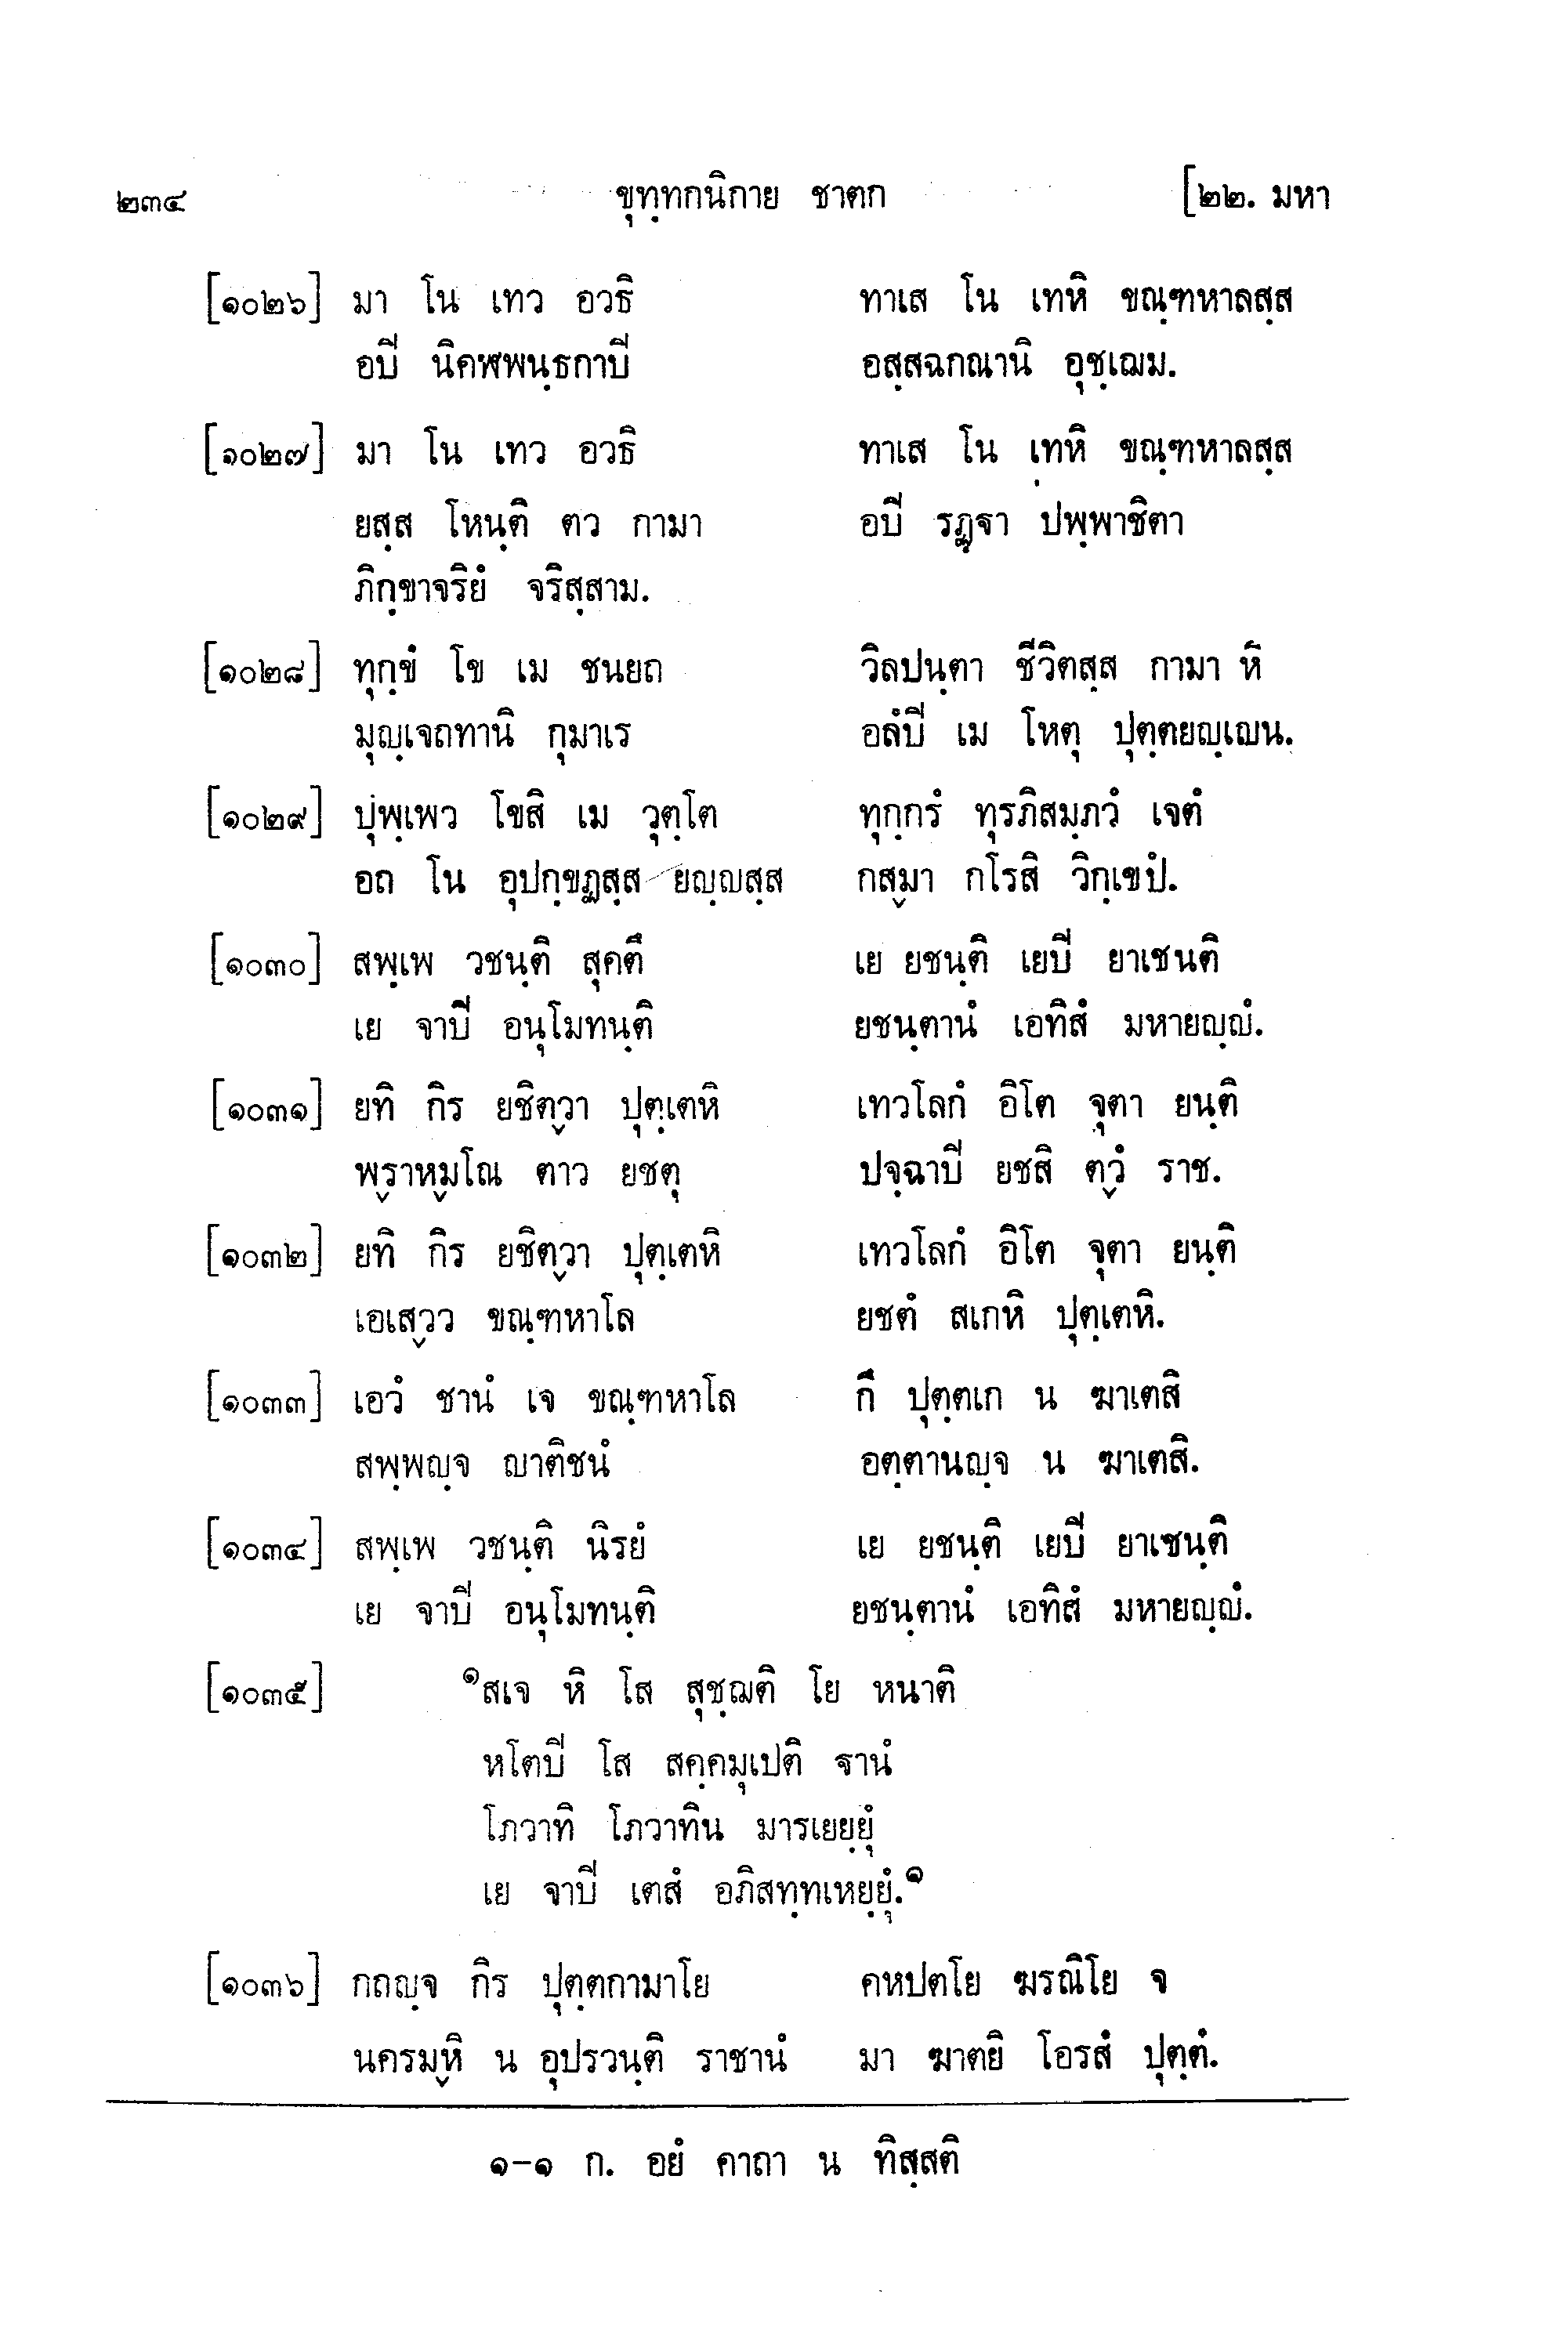 ๒๓๔ ขุทฺทกนิกาย ชาตก [๒๒. มหา
[๑๐๒๖] มา โน เทว อวธิ ทาเส โน เทหิ ขณฺฑหาลสฺส
อปี นิคฬพนฺธกาปี อสฺสฉกณานิ อุชฺเฌม.
[๑๐๒๗] มา โน เทว อวธิ ทาเส โน เทหิ ขณฺฑหาลสฺส
ยสฺส โหนฺติ ตว กามา อปี รฏฺฐา ปพฺพาชิตา
ภิกฺขาจริยํ จริสฺสาม.
[๑๐๒๘] ทุกฺขํ โข เม ชนยถ วิลปนฺตา ชีวิตสฺส กามา หิ
มุญฺเจถทานิ กุมาเร อลํปี เม โหตุ ปุตฺตยญฺเญน.
[๑๐๒๙] ปุพฺเพว โขสิ เม วุตฺโต ทุกฺกรํ ทุรภิสมฺภวํ เจตํ
อถ โน อุปกฺขฏสฺส ยญฺญสฺส กสฺมา กโรสิ วิกฺเขปํ.
[๑๐๓๐] สพฺเพ วชนฺติ สุคตึ เย ยชนฺติ เยปี ยาเชนติ
เย จาปี อนุโมทนฺติ ยชนฺตานํ เอทิสํ มหายญฺญํ.
[๑๐๓๑] ยทิ กิร ยชิตฺวา ปุตฺเตหิ เทวโลกํ อิโต จุตา ยนฺติ
พฺราหฺมโณ ตาว ยชตุ ปจฺฉาปี ยชสิ ตฺวํ ราช.
[๑๐๓๒] ยทิ กิร ยชิตฺวา ปุตฺเตหิ เทวโลกํ อิโต จุตา ยนฺติ
เอเสฺวว ขณฺฑหาโล ยชตํ สเกหิ ปุตฺเตหิ.
[๑๐๓๓] เอวํ ชานํ เจ ขณฺฑหาโล กึ ปุตฺตเก น ฆาเตสิ
สพฺพญฺจ ญาติชนํ อตฺตานญฺจ น ฆาเตสิ.
[๑๐๓๔] สพฺเพ วชนฺติ นิรยํ เย ยชนฺติ เยปี ยาเชนฺติ
เย จาปี อนุโมทนฺติ ยชนฺตานํ เอทิสํ มหายญฺญํ.
[๑๐๓๕] ๑สเจ หิ โส สุชฺฌติ โย หนาติ
หโตปี โส สคฺคมุเปติ ฐานํ
โภวาทิ โภวาทิน มารเยยฺยุํ
เย จาปี เตสํ อภิสทฺทเหยฺยุํ.๑
[๑๐๓๖] กถญฺจ กิร ปุตฺตกามาโย คหปตโย ฆรณิโย จ
นครมฺหิ น อุปรวนฺติ ราชานํ มา ฆาตยิ โอรสํ ปุตฺตํ.
๑-๑ ก. อยํ คาถา น ทิสฺสติ